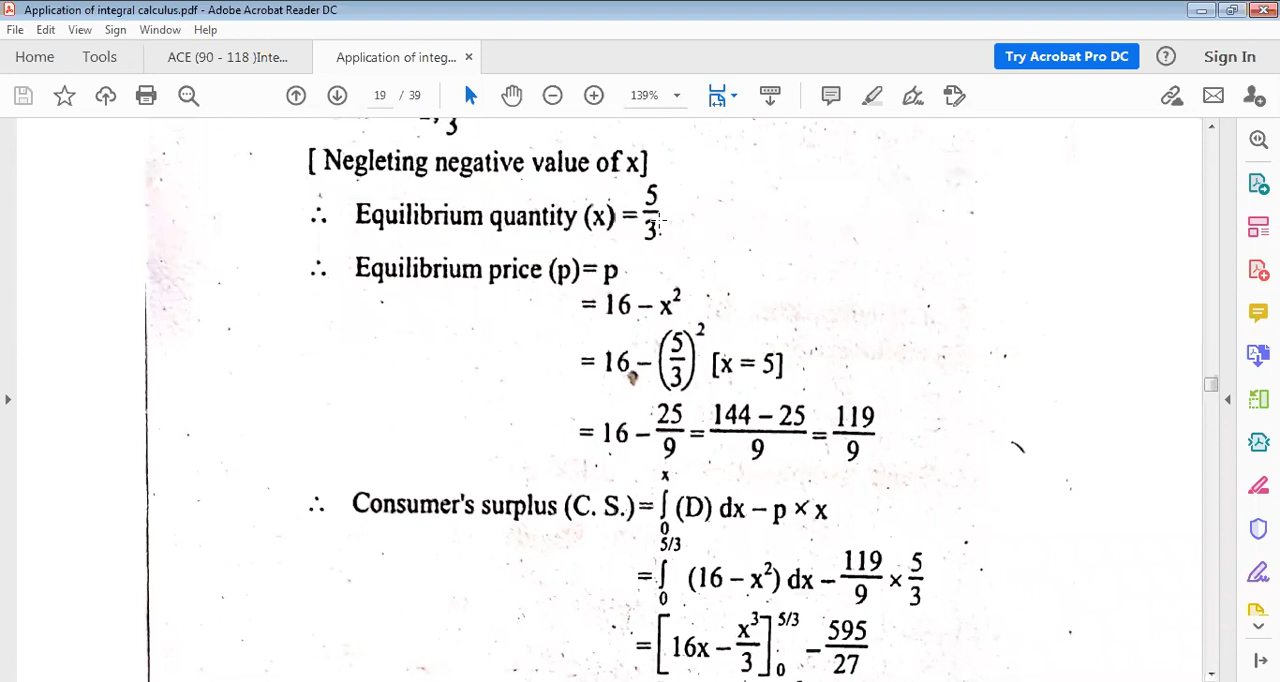 Application of integral calculus.pdf - Adobe Acrobat Reader DC
File Edit View Sign Window Help
Home Tools ACE (90 - 118 )Inte... Application of integ... ×
Try Acrobat Pro DC Sign In
19 / 39 139%
[ Negleting negative value of x]
∴ Equilibrium quantity (x) = 5/3
∴ Equilibrium price (p)= p
= 16 – x²
= 16 – (5/3)² [x = 5]
= 16 – 25/9 = 144 – 25/9 = 119/9
∴ Consumer's surplus (C. S.)= ∫₀ˣ (D) dx – p × x
= ∫₀^5/3 (16 – x²) dx – 119/9 × 5/3
= [16x – x³/3]₀^5/3 – 595/27